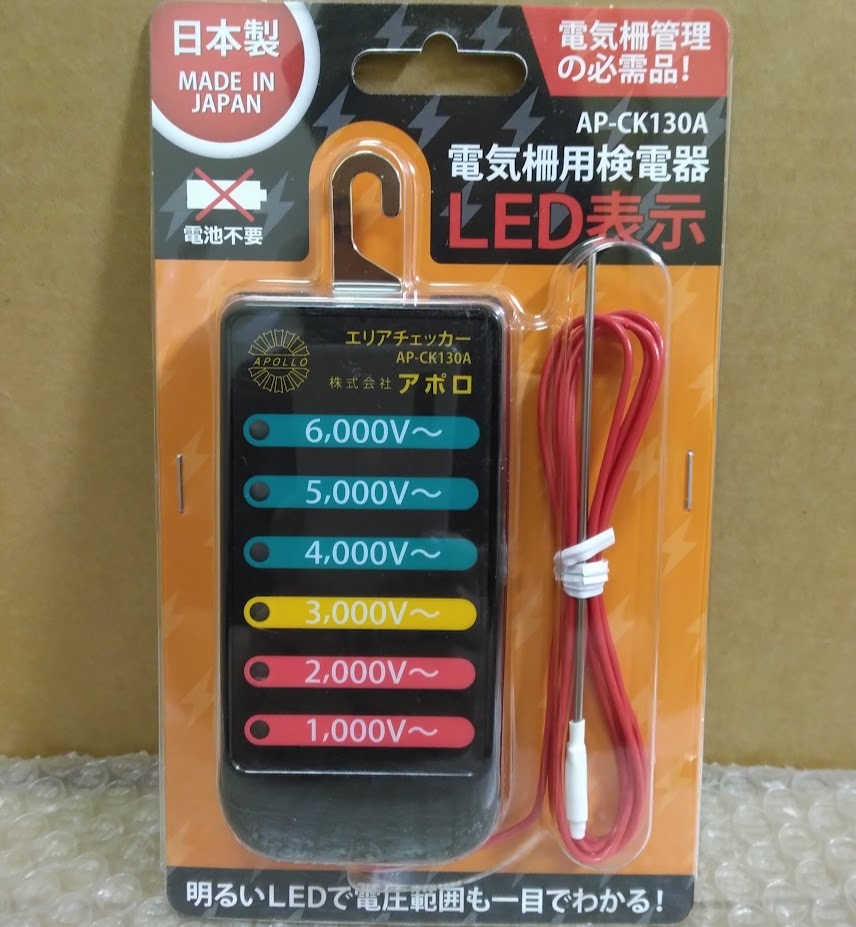 日本製
MADE IN
JAPAN
電池不要
電気柵管理
の必需品!
AP-CK130A
電気柵用検電器
LED表示
APOLLO
エリアチェッカー
AP-CK130A
株式会社 アポロ
6,000V～
5,000V～
4,000V～
3,000V～
2,000V～
1,000V～
明るいLEDで電圧範囲も一目でわかる!